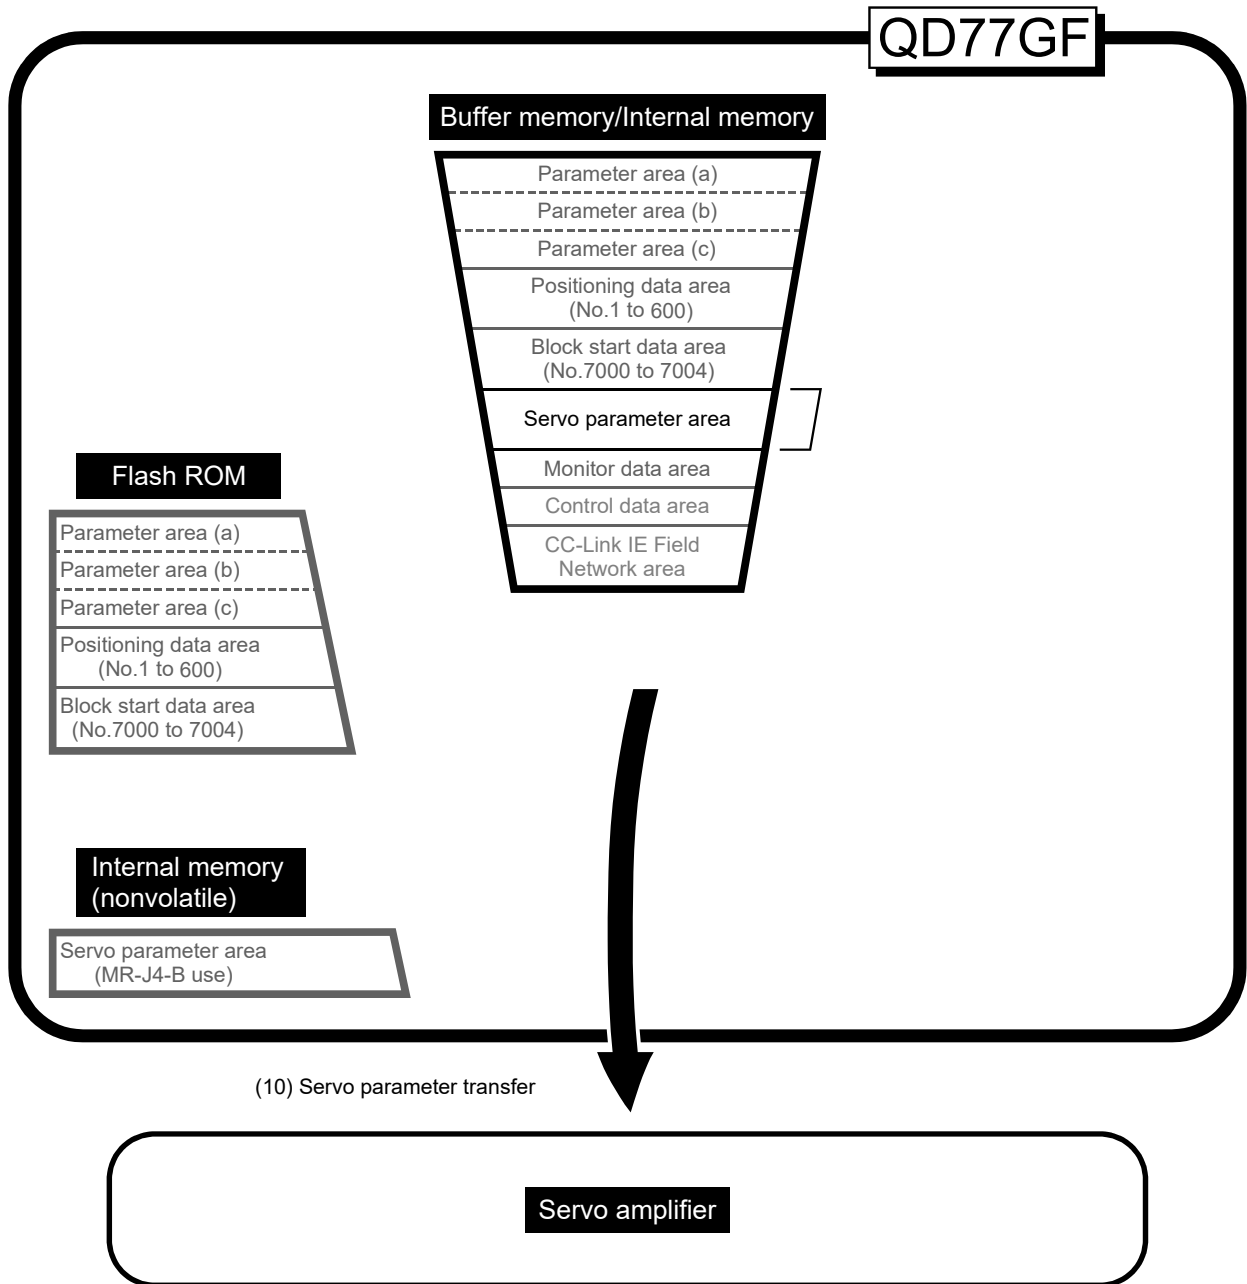 QD77GF
Buffer memory/Internal memory
Parameter area (a)
Parameter area (b)
Parameter area (c)
Positioning data area
(No.1 to 600)
Block start data area
(No.7000 to 7004)
Servo parameter area
Monitor data area
Control data area
CC-Link IE Field
Network area
Flash ROM
Parameter area (a)
Parameter area (b)
Parameter area (c)
Positioning data area
(No.1 to 600)
Block start data area
(No.7000 to 7004)
Internal memory
(nonvolatile)
Servo parameter area
(MR-J4-B use)
(10) Servo parameter transfer
Servo amplifier